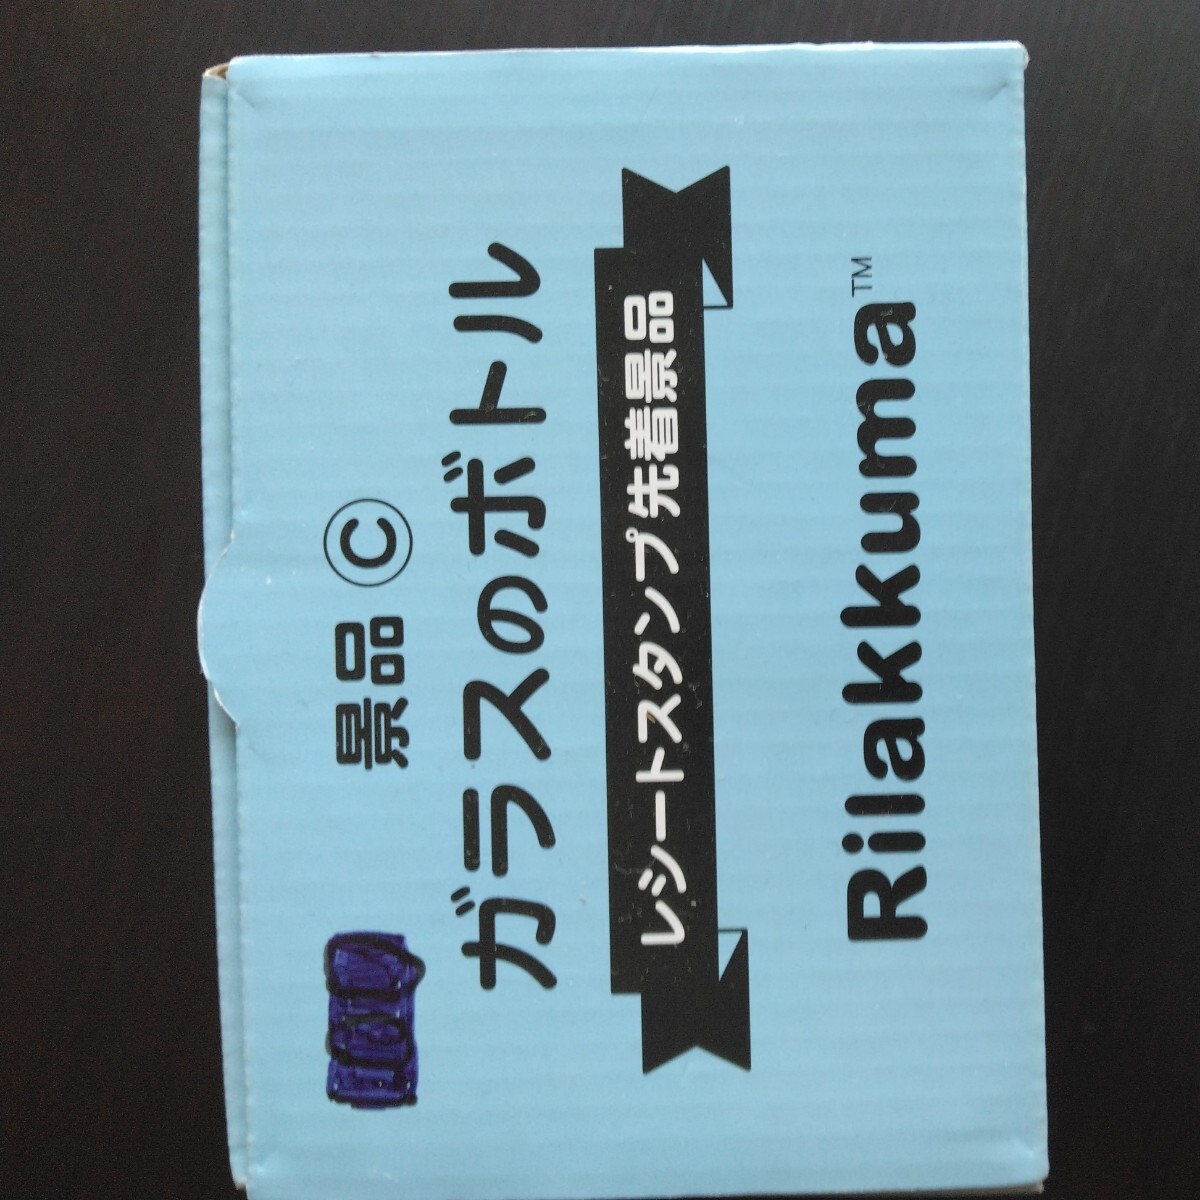 景品 Ⓒ
ガラスのボトル
レシートスタンプ先着景品
Rilakkuma™